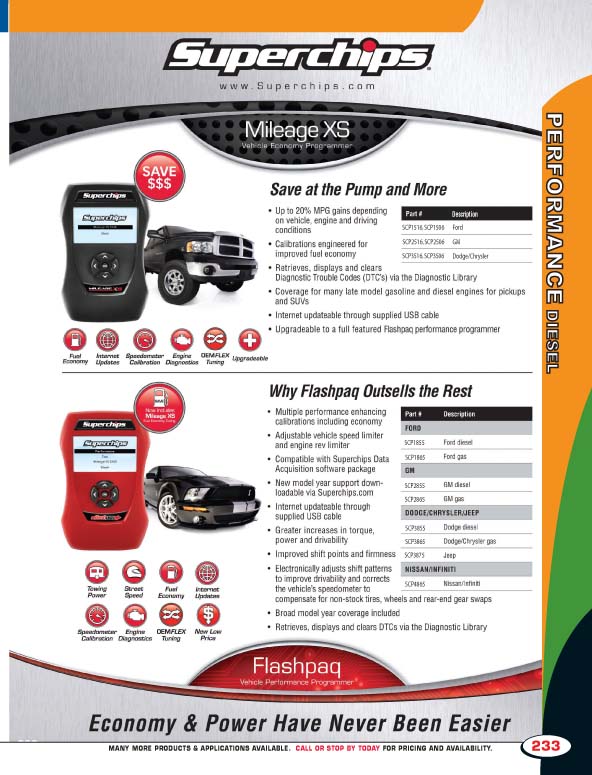 Superchips
www.Superchips.com
Mileage XS
Vehicle Economy Programmer
SAVE
$$$
Superchips
Superchips
MILEAGE XS
Save at the Pump and More
• Up to 20% MPG gains depending
on vehicle, engine and driving
conditions
• Calibrations engineered for
improved fuel economy
• Retrieves, displays and clears
Diagnostic Trouble Codes (DTC's) via the Diagnostic Library
• Coverage for many late model gasoline and diesel engines for pickups
and SUVs
• Internet updateable through supplied USB cable
• Upgradeable to a full featured Flashpaq performance programmer
Part # Description
SCP1516,SCP1506 Ford
SCP2516,SCP2506 GM
SCP3516,SCP3506 Dodge/Chrysler
Fuel
Economy
Internet
Updates
Speedometer
Calibration
Engine
Diagnostics
OEMFLEX
Tuning
Upgradeable
Why Flashpaq Outsells the Rest
Now includes
Mileage XS
Superchips
Superchips
• Multiple performance enhancing
calibrations including economy
• Adjustable vehicle speed limiter
and engine rev limiter
• Compatible with Superchips Data
Acquisition software package
• New model year support down-
loadable via Superchips.com
• Internet updateable through
supplied USB cable
• Greater increases in torque,
power and drivability
• Improved shift points and firmness
• Electronically adjusts shift patterns
to improve drivability and corrects
the vehicle's speedometer to
compensate for non-stock tires, wheels and rear-end gear swaps
• Broad model year coverage included
• Retrieves, displays and clears DTCs via the Diagnostic Library
Part # Description
FORD
SCP1855 Ford diesel
SCP1865 Ford gas
GM
SCP2855 GM diesel
SCP2865 GM gas
DODGE/CHRYSLER/JEEP
SCP3855 Dodge diesel
SCP3865 Dodge/Chrysler gas
SCP3875 Jeep
NISSAN/INFINITI
SCP4865 Nissan/Infiniti
Towing
Power
Street
Speed
Fuel
Economy
Internet
Updates
Speedometer
Calibration
Engine
Diagnostics
OEMFLEX
Tuning
New Low
Price
Flashpaq
Vehicle Performance Programmer
Economy & Power Have Never Been Easier
MANY MORE PRODUCTS & APPLICATIONS AVAILABLE. CALL OR STOP BY TODAY FOR PRICING AND AVAILABILITY.
233
PERFORMANCE DIESEL